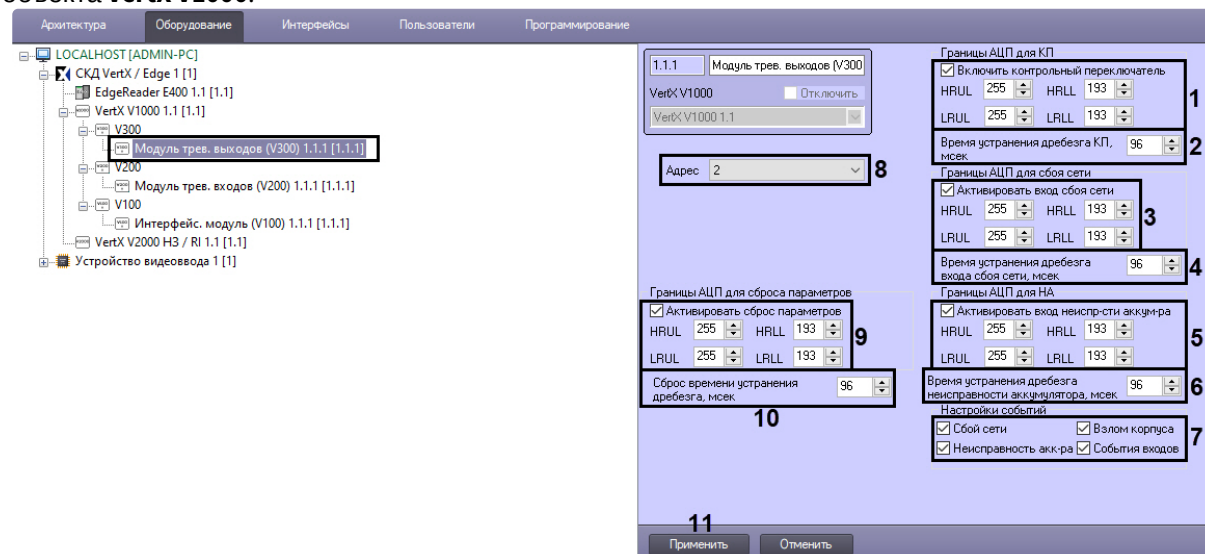 объекта VertX V2000.
Архитектура Оборудование Интерфейсы Пользователи Программирование
LOCALHOST [ADMIN-PC]
СКД VertX / Edge 1 [1]
EdgeReader E400 1.1 [1.1]
VertX V1000 1.1 [1.1]
V300
Модуль трев. выходов (V300) 1.1.1 [1.1.1]
V200
Модуль трев. входов (V200) 1.1.1 [1.1.1]
V100
Интерфейс. модуль (V100) 1.1.1 [1.1.1]
VertX V2000 H3 / RI 1.1 [1.1]
Устройство видеоввода 1 [1]
1.1.1 Модуль трев. выходов (V300
VertX V1000 Отключить
VertX V1000 1.1
Адрес 2 8
Границы АЦП для КП
Включить контрольный переключатель
HRUL 255 HRLL 193
LRUL 255 LRLL 193
1
Время устранения дребезга КП, мсек 96
2
Границы АЦП для сбоя сети
Активировать вход сбоя сети
HRUL 255 HRLL 193
LRUL 255 LRLL 193
3
Время устранения дребезга
входа сбоя сети, мсек 96
4
Границы АЦП для НА
Активировать вход неиспр-сти аккум-ра
HRUL 255 HRLL 193
LRUL 255 LRLL 193
5
Время устранения дребезга
неисправности аккумулятора, мсек 96
6
Настройки событий
Сбой сети Взлом корпуса
Неисправность акк-ра События входов
7
Границы АЦП для сброса параметров
Активировать сброс параметров
HRUL 255 HRLL 193
LRUL 255 LRLL 193
9
Сброс времени устранения
дребезга, мсек 96
10
11
Применить Отменить